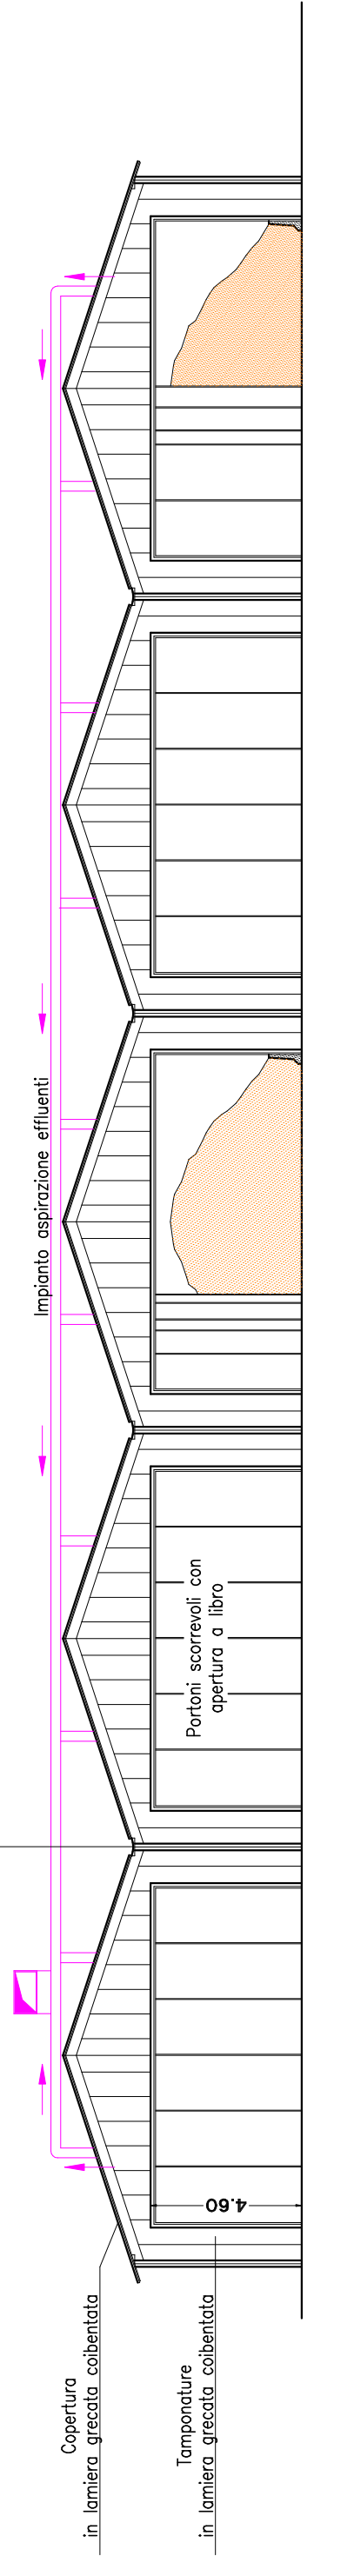 Copertura
in lamiera grecata coibentata
Tamponature
in lamiera grecata coibentata
4.60
Portoni scorrevoli con
apertura a libro
Impianto aspirazione effluenti